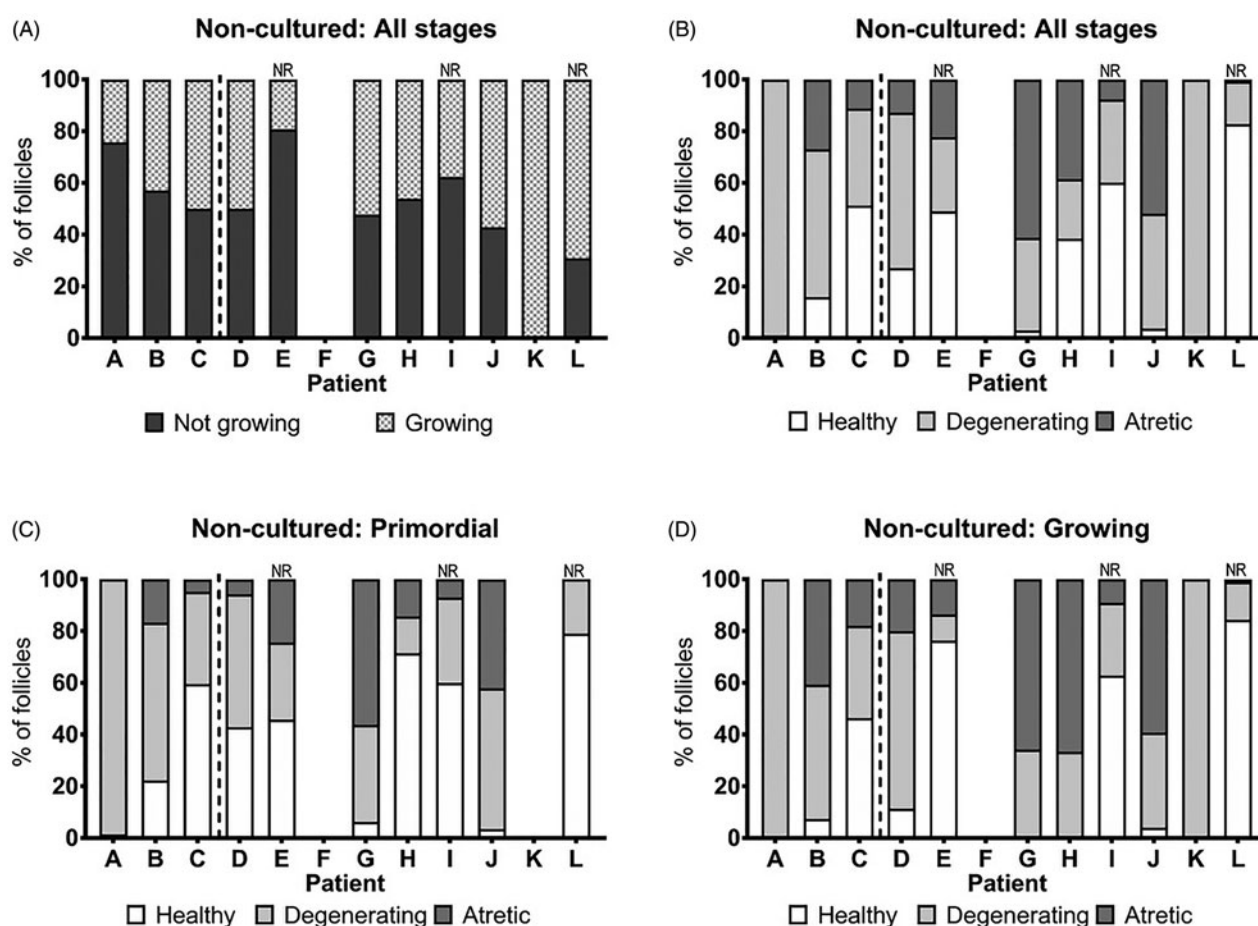 (A) Non-cultured: All stages
NR NR NR
100
80
60
40
20
0
% of follicles
A B C D E F G H I J K L
Patient
Not growing Growing
(B) Non-cultured: All stages
NR NR NR
100
80
60
40
20
0
% of follicles
A B C D E F G H I J K L
Patient
Healthy Degenerating Atretic
(C) Non-cultured: Primordial
NR NR NR
100
80
60
40
20
0
% of follicles
A B C D E F G H I J K L
Patient
Healthy Degenerating Atretic
(D) Non-cultured: Growing
NR NR NR
100
80
60
40
20
0
% of follicles
A B C D E F G H I J K L
Patient
Healthy Degenerating Atretic